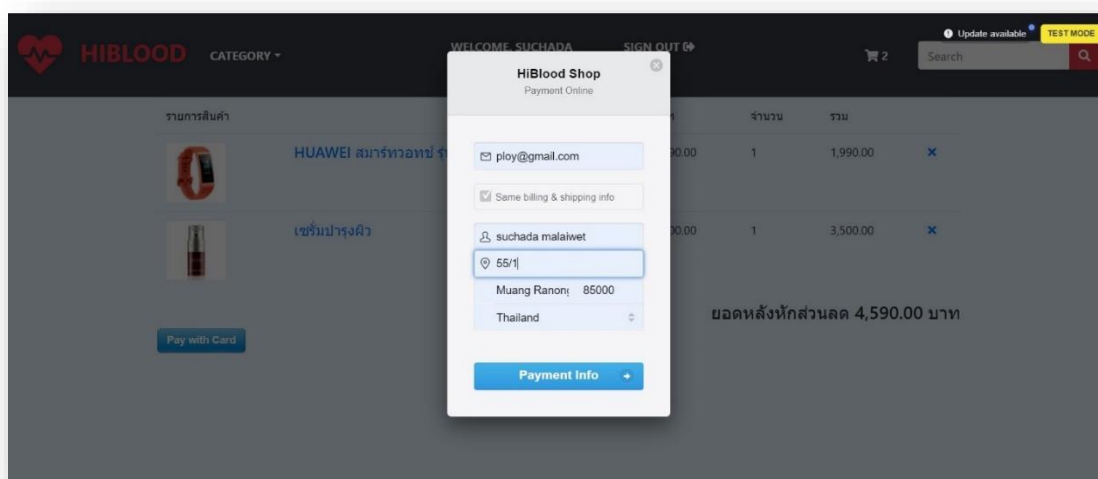 Update available
TEST MODE
HIBLOOD CATEGORY WELCOME, SUCHADA SIGN OUT 2 Search
HiBlood Shop
Payment Online
รายการสินค้า จำนวน รวม
HUAWEI สมาร์ทวอทช์ 90.00 1 1,990.00
ploy@gmail.com
Same billing & shipping info
เซรั่มบำรุงผิว 00.00 1 3,500.00
suchada malaiwet
55/1
Muang Ranong 85000
Thailand
ยอดหลังหักส่วนลด 4,590.00 บาท
Pay with Card
Payment Info